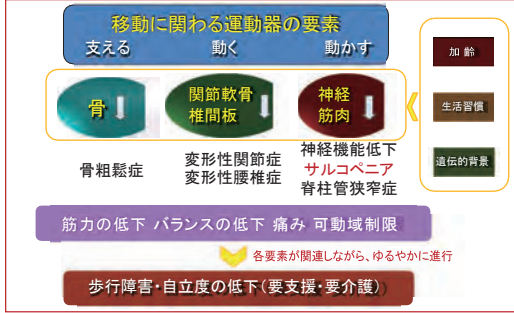 移動に関わる運動器の要素
支える 動く 動かす
骨
関節軟骨
椎間板
神経
筋肉
骨粗鬆症
変形性関節症
変形性腰椎症
神経機能低下
サルコペニア
脊柱管狭窄症
加齢
生活習慣
遺伝的背景
筋力の低下 バランスの低下 痛み 可動域制限
各要素が関連しながら、ゆるやかに進行
歩行障害・自立度の低下(要支援・要介護)